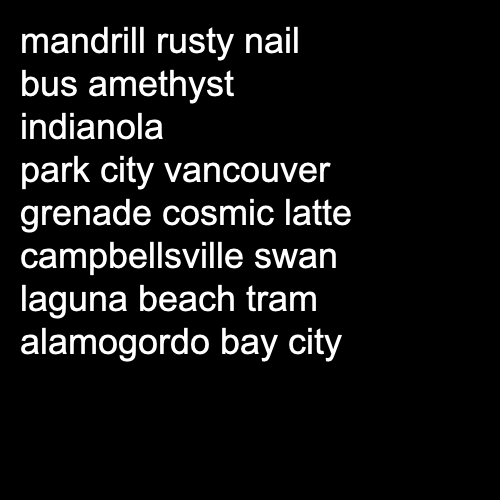 mandrill rusty nail
bus amethyst
indianola
park city vancouver
grenade cosmic latte
campbellsville swan
laguna beach tram
alamogordo bay city